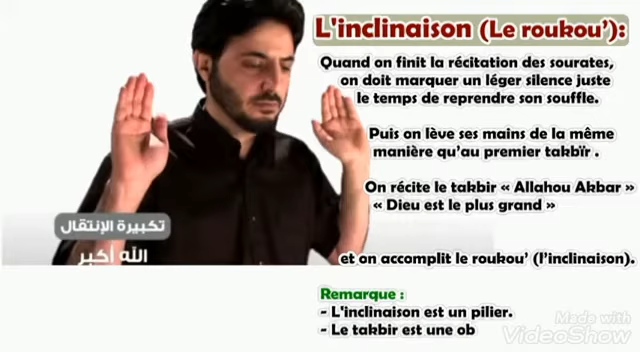 L'inclinaison (Le roukou’):
Quand on finit la récitation des sourates,
on doit marquer un léger silence juste
le temps de reprendre son souffle.
Puis on lève ses mains de la même
manière qu’au premier takbïr .
On récite le takbir « Allahou Akbar »
« Dieu est le plus grand »
تكبيرة الإنتقال
الله أكبر
et on accomplit le roukou’ (l’inclinaison).
Remarque :
- L'inclinaison est un pilier.
- Le takbir est une ob
Made with
VideoShow